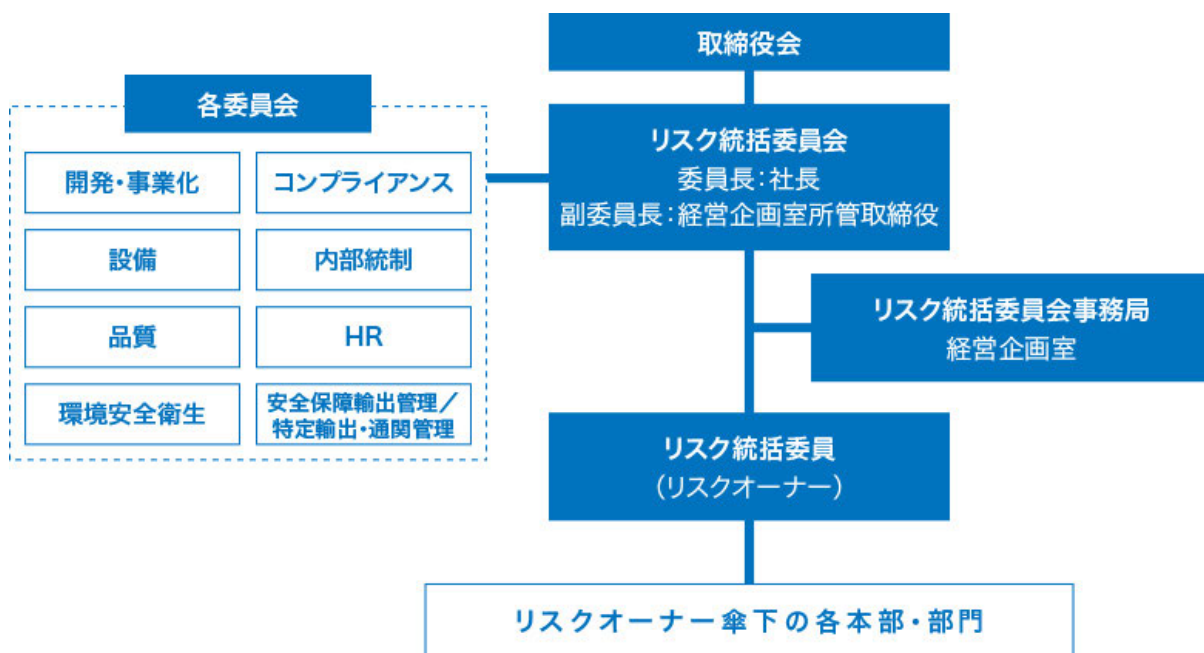 取締役会
各委員会
開発・事業化
コンプライアンス
設備
内部統制
品質
HR
環境安全衛生
安全保障輸出管理／
特定輸出・通関管理
リスク統括委員会
委員長：社長
副委員長：経営企画室所管取締役
リスク統括委員会事務局
経営企画室
リスク統括委員
（リスクオーナー）
リスクオーナー傘下の各本部・部門